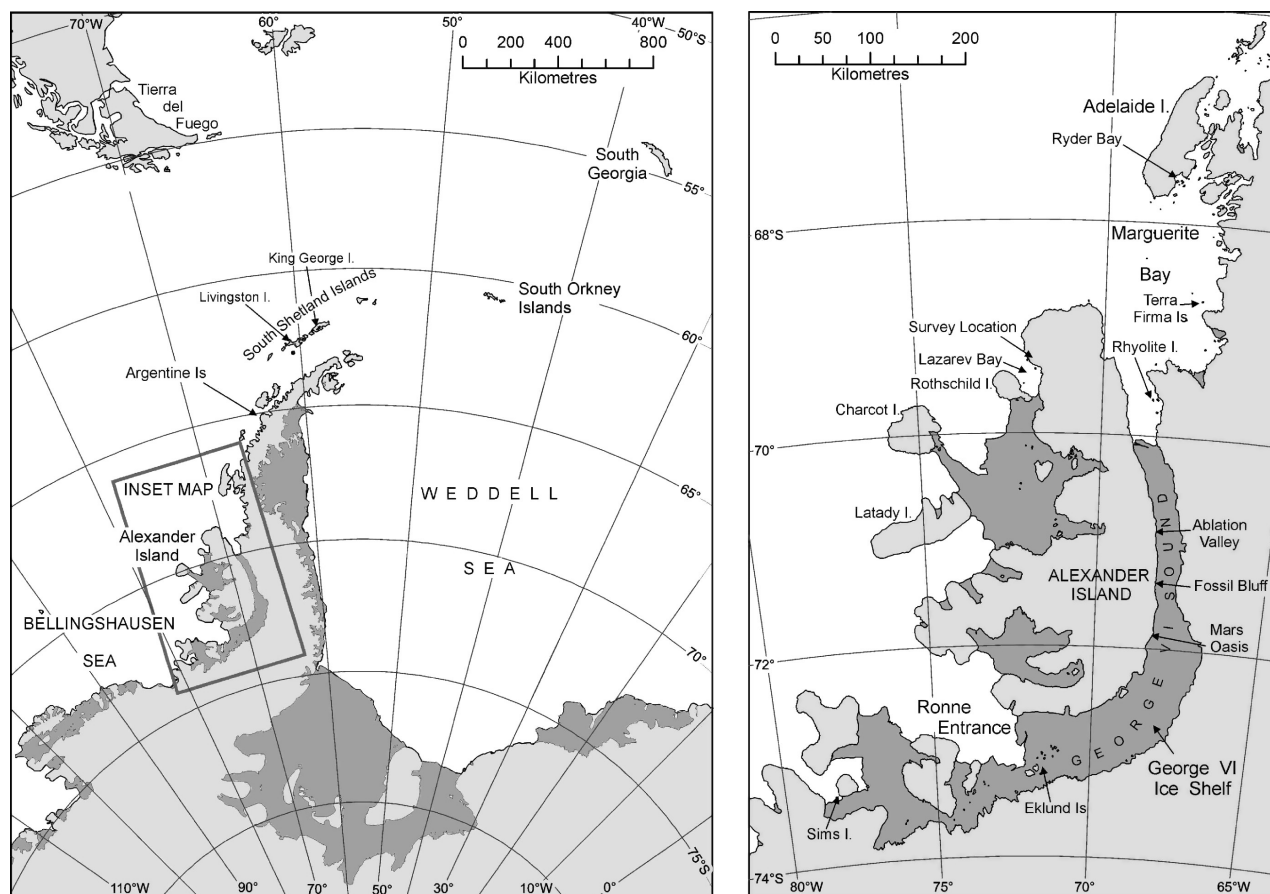 70°W
60°
50°
40°W
50°S
0 200 400 600 800
Kilometres
Tierra
del
Fuego
South
Georgia
55°
King George I.
Livingston I.
South Shetland Islands
South Orkney
Islands
60°
Argentine Is
INSET MAP
WEDDELL
SEA
65°
Alexander
Island
BELLINGSHAUSEN
SEA
70°
75°S
110°W
90°
70°
50°
30°
10°W
0°
0 50 100 150 200
Kilometres
Adelaide I.
Ryder Bay
68°S
Marguerite
Bay
Terra
Firma Is
Survey Location
Lazarev Bay
Rothschild I.
Rhyolite I.
Charcot I.
70°
Latady I.
Ablation
Valley
ALEXANDER
ISLAND
Fossil Bluff
Mars
Oasis
72°
GEORGE VI SOUND
Ronne
Entrance
George VI
Ice Shelf
Eklund Is
Sims I.
74°S
80°W
75°
70°
65°